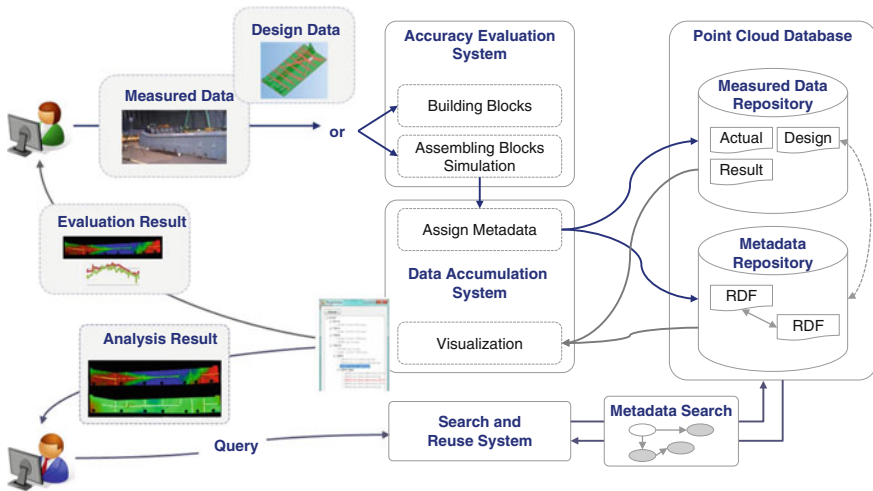 Design Data
Measured Data
or
Accuracy Evaluation
System
Building Blocks
Assembling Blocks
Simulation
Assign Metadata
Data Accumulation
System
Visualization
Point Cloud Database
Measured Data
Repository
Actual
Design
Result
Metadata
Repository
RDF
RDF
Evaluation Result
Analysis Result
Query
Search and
Reuse System
Metadata Search